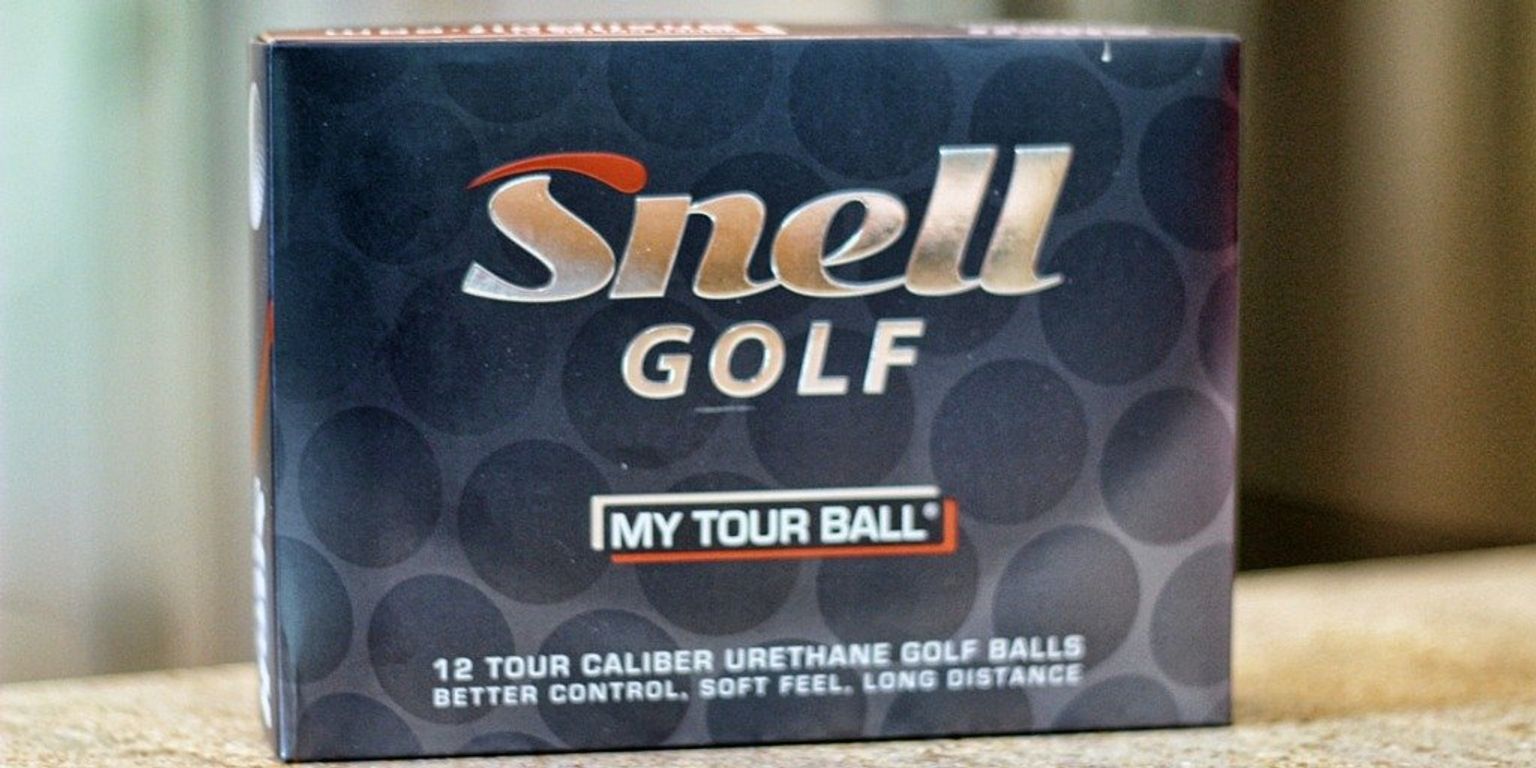 Snell
GOLF
MY TOUR BALL®
12 TOUR CALIBER URETHANE GOLF BALLS
BETTER CONTROL, SOFT FEEL, LONG DISTANCE